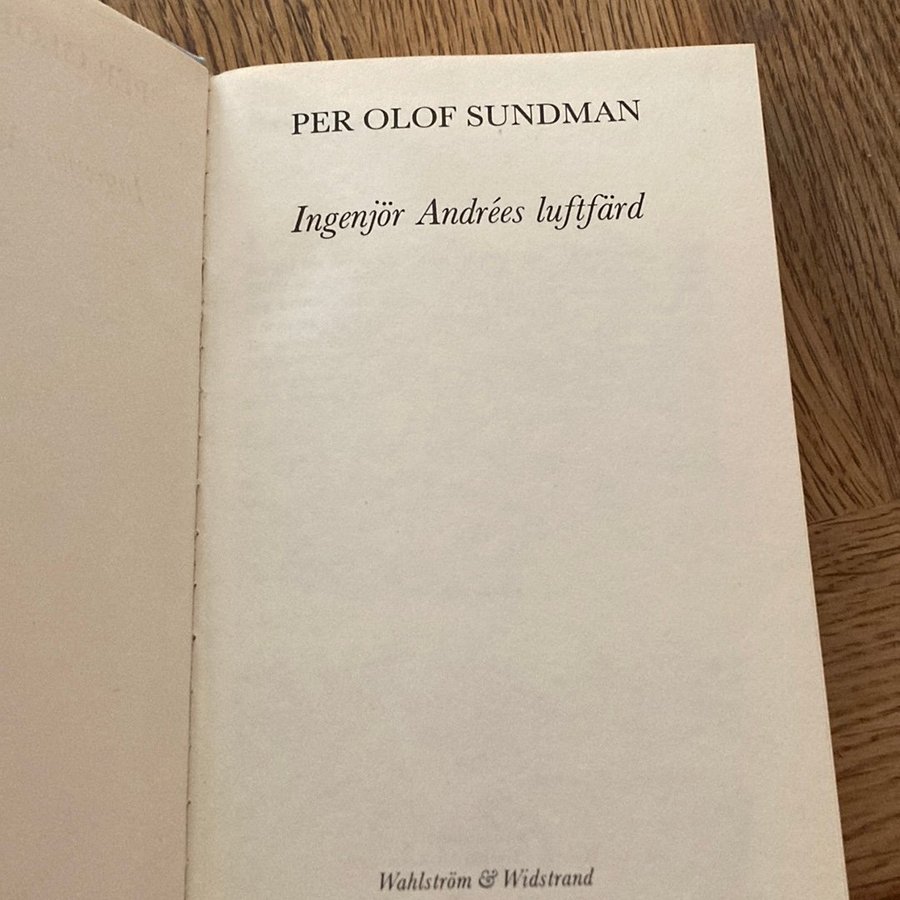 PER OLOF SUNDMAN
Ingenjör Andrées luftfärd
Wahlström & Widstrand